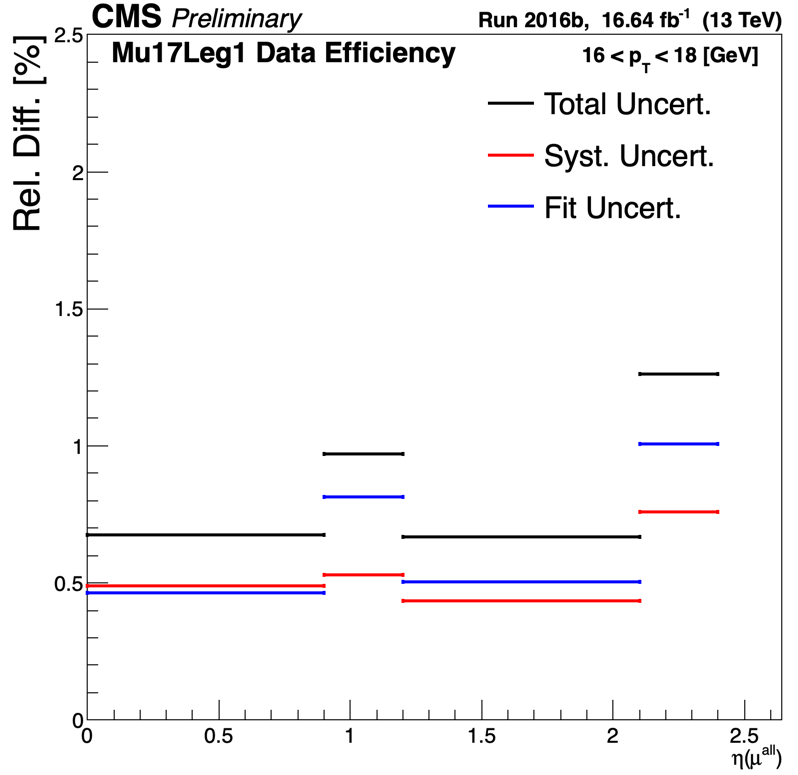 CMS Preliminary
Run 2016b, 16.64 fb⁻¹ (13 TeV)
Mu17Leg1 Data Efficiency
16 < p_T < 18 [GeV]
Total Uncert.
Syst. Uncert.
Fit Uncert.
Rel. Diff. [%]
2.5
2
1.5
1
0.5
0
0 0.5 1 1.5 2 2.5
η(μ^all)